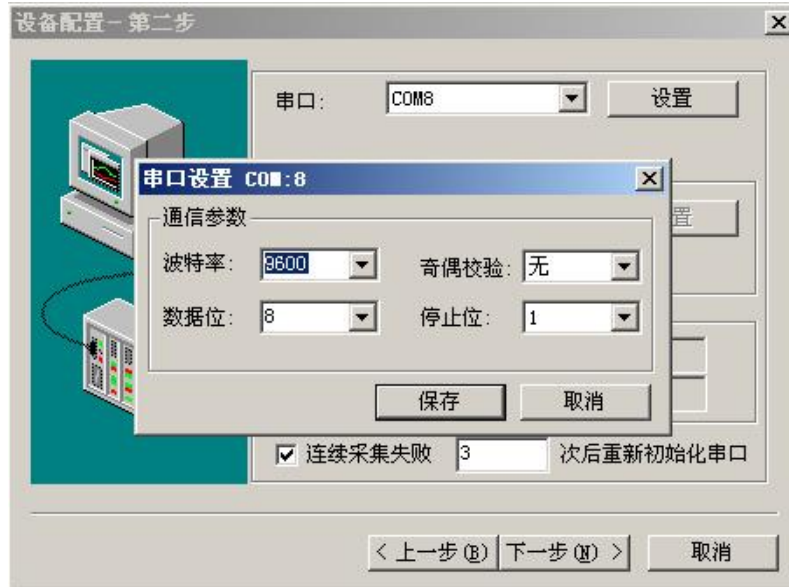 设备配置－第二步
串口: COM8 设置
串口设置 COM:8
置
通信参数
波特率: 9600 奇偶校验: 无
数据位: 8 停止位: 1
保存 取消
连续采集失败 3 次后重新初始化串口
< 上一步(B) 下一步(N) > 取消